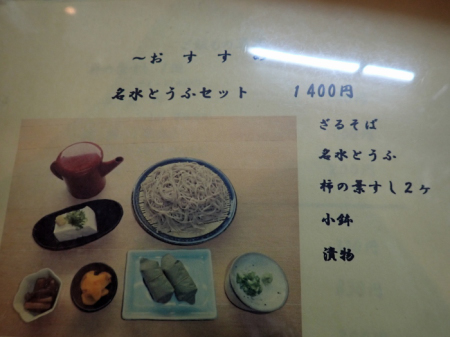 ～おすすめ
名水とうふセット 1400円
ざるそば
名水とうふ
柿の葉すし2ヶ
小鉢
漬物